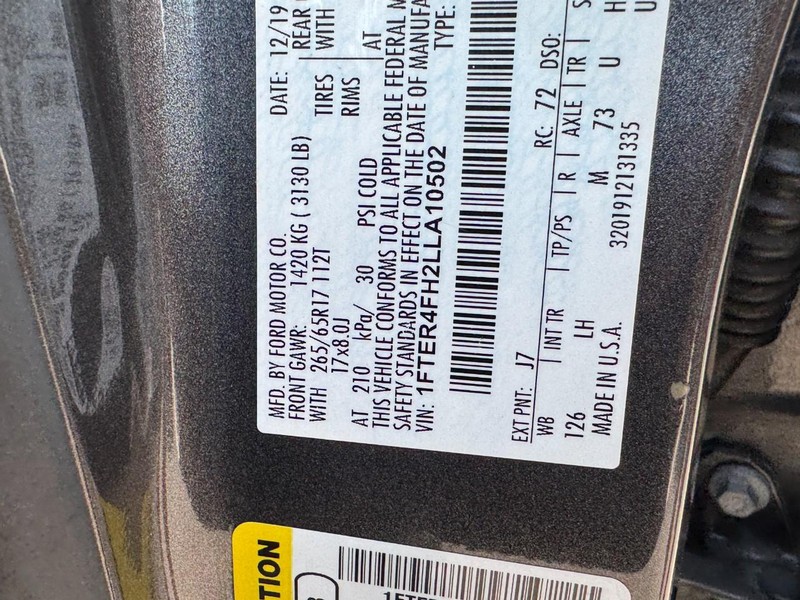 MFD. BY FORD MOTOR CO.
DATE: 12/19
FRONT GAWR: 1420 KG ( 3130 LB)
REAR
WITH 265/65R17 112T
TIRES
WITH
17x8.0J
RIMS
AT 210 kPa/ 30 PSI COLD
AT
THIS VEHICLE CONFORMS TO ALL APPLICABLE FEDERAL
SAFETY STANDARDS IN EFFECT ON THE DATE OF
VIN: 1FTER4FH2LLA10502
TYPE:
EXT PNT: J7
RC: 72
DSO:
WB | INT TR | TP/PS | R | AXLE | TR | S
126 LH M 73 U
MADE IN U.S.A.
3201912131335